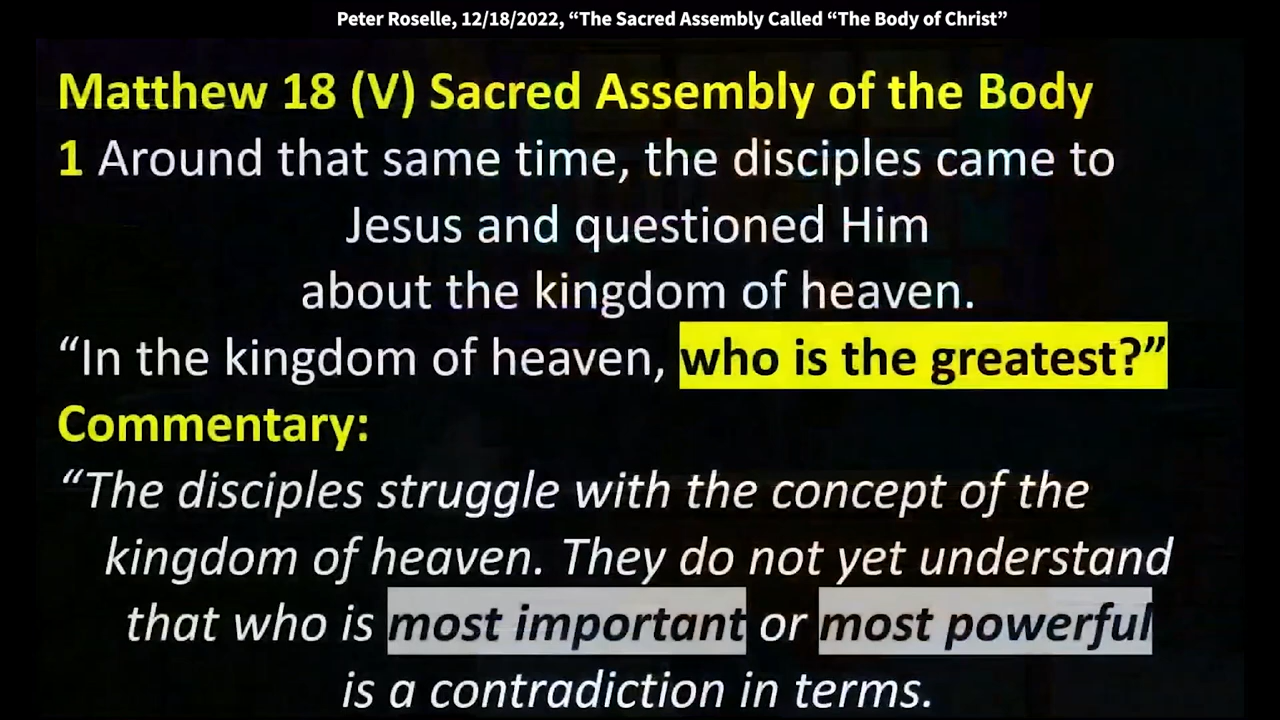 Peter Roselle, 12/18/2022, “The Sacred Assembly Called “The Body of Christ”
Matthew 18 (V) Sacred Assembly of the Body
1 Around that same time, the disciples came to
Jesus and questioned Him
about the kingdom of heaven.
“In the kingdom of heaven, who is the greatest?”
Commentary:
“The disciples struggle with the concept of the
kingdom of heaven. They do not yet understand
that who is most important or most powerful
is a contradiction in terms.